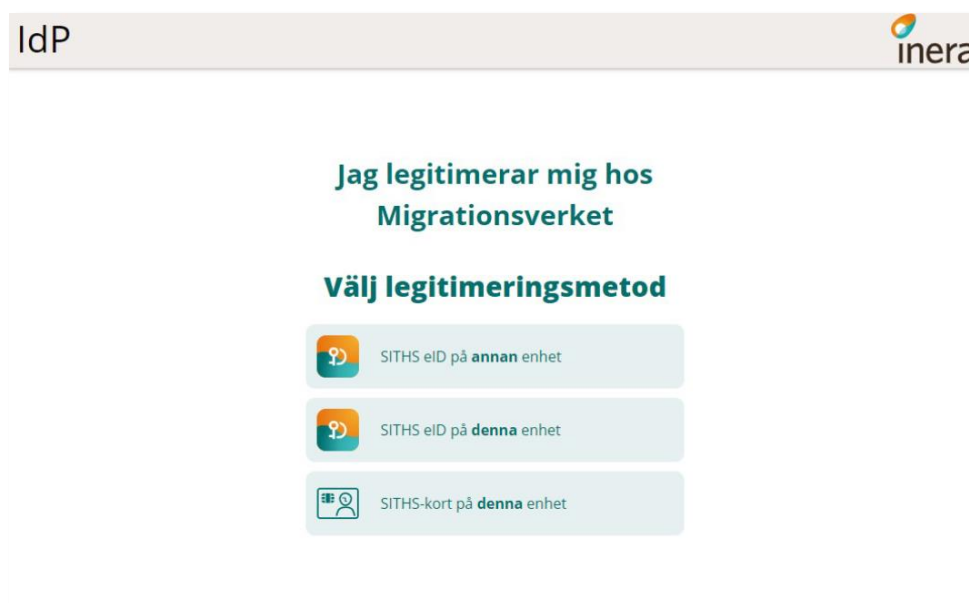 IdP
inera
Jag legitimerar mig hos
Migrationsverket
Välj legitimeringsmetod
SITHS eID på annan enhet
SITHS eID på denna enhet
SITHS-kort på denna enhet